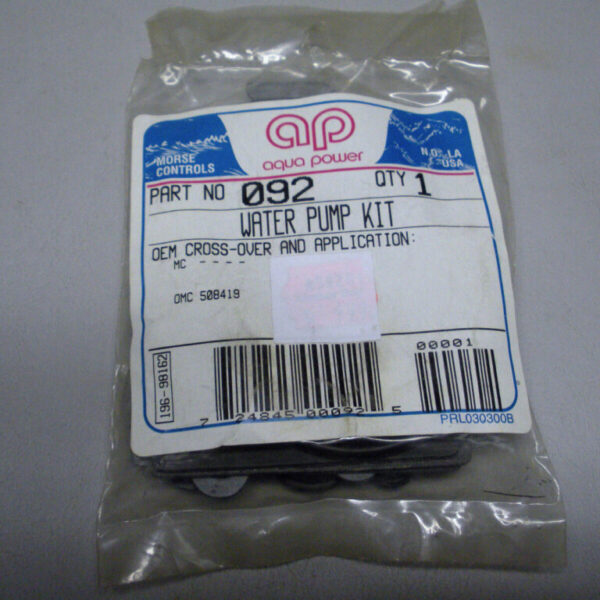 ap
aqua power
MORSE
CONTROLS
N.O., LA
USA
PART NO 092 QTY 1
WATER PUMP KIT
OEM CROSS-OVER AND APPLICATION:
MC - - - -
OMC 508419
196-98162
00001
7 24845 00092 5
PRL030300B